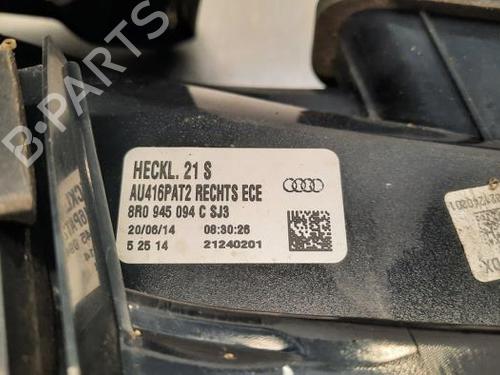 B-PARTS
HECKL. 21 S
AU416PAT2 RECHTS ECE
8R0 945 094 C SJ3
20/06/14 08:30:26
5 25 14 21240201